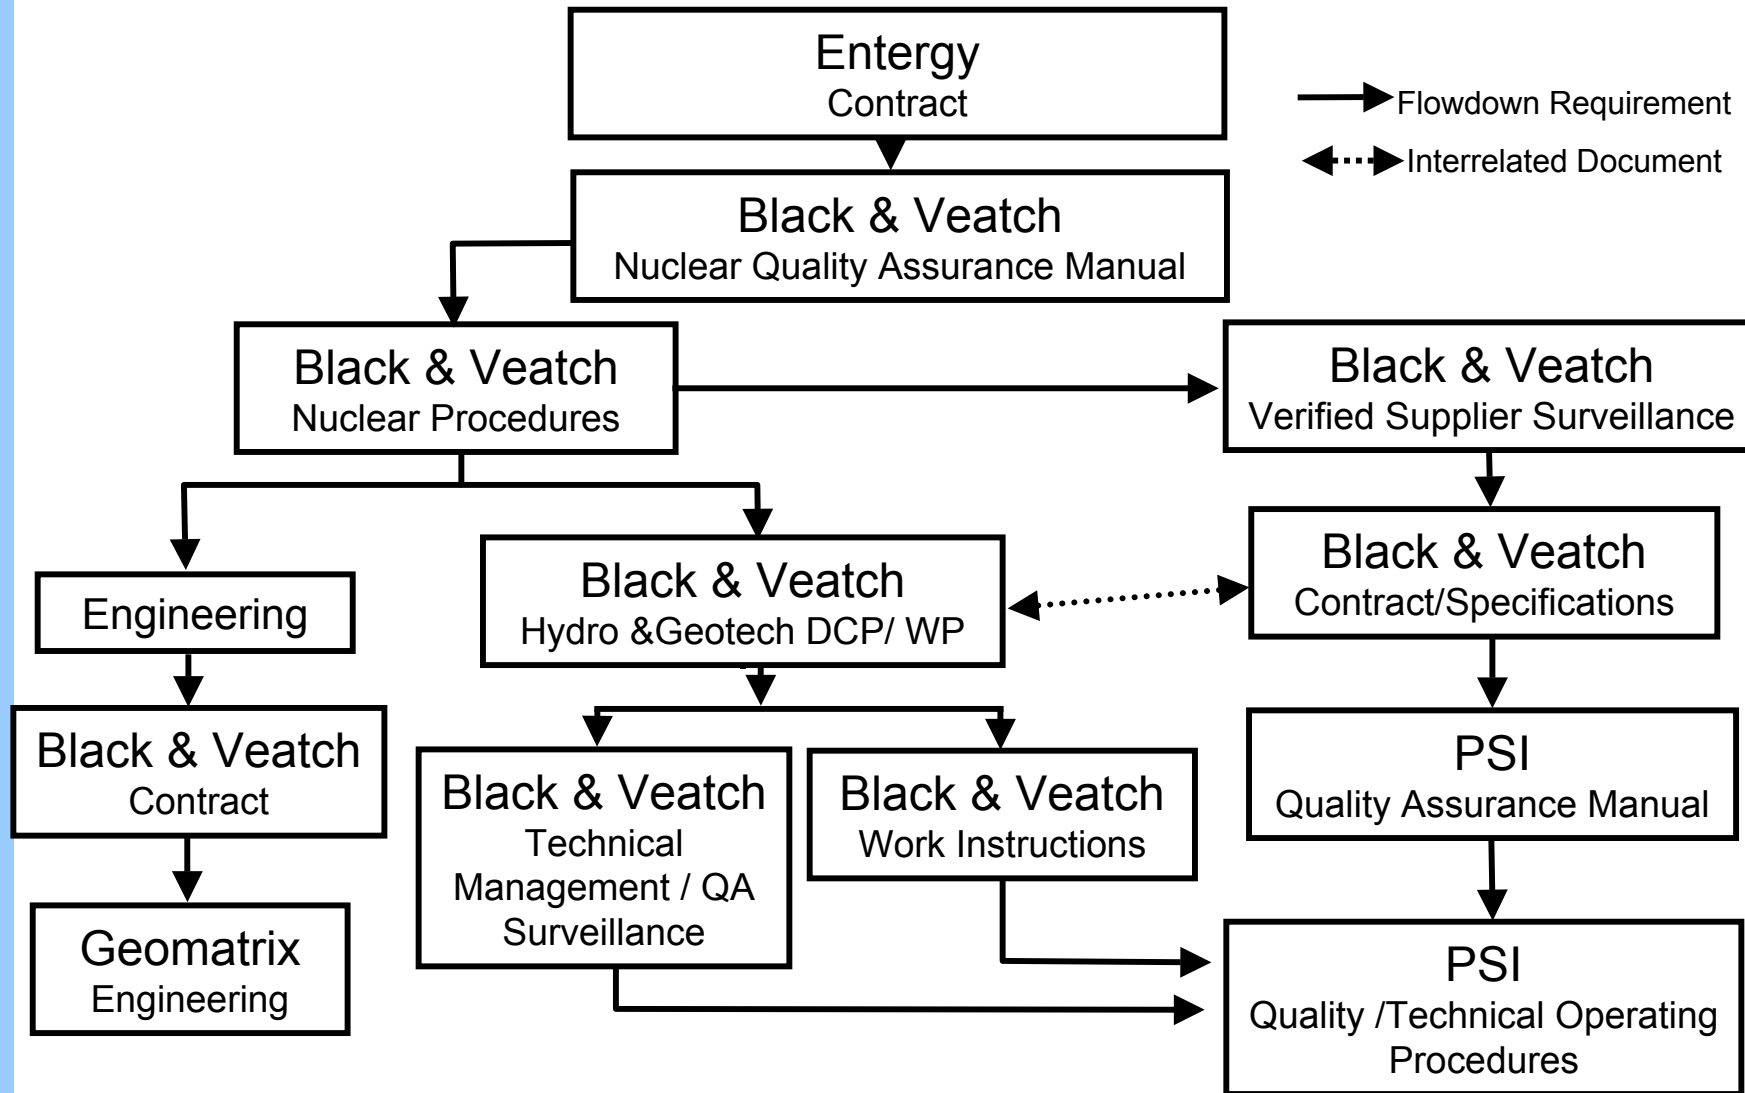 Entergy
Contract
Flowdown Requirement
Interrelated Document
Black & Veatch
Nuclear Quality Assurance Manual
Black & Veatch
Nuclear Procedures
Black & Veatch
Verified Supplier Surveillance
Engineering
Black & Veatch
Hydro &Geotech DCP/ WP
Black & Veatch
Contract/Specifications
Black & Veatch
Contract
Black & Veatch
Technical
Management / QA
Surveillance
Black & Veatch
Work Instructions
PSI
Quality Assurance Manual
Geomatrix
Engineering
PSI
Quality /Technical Operating
Procedures